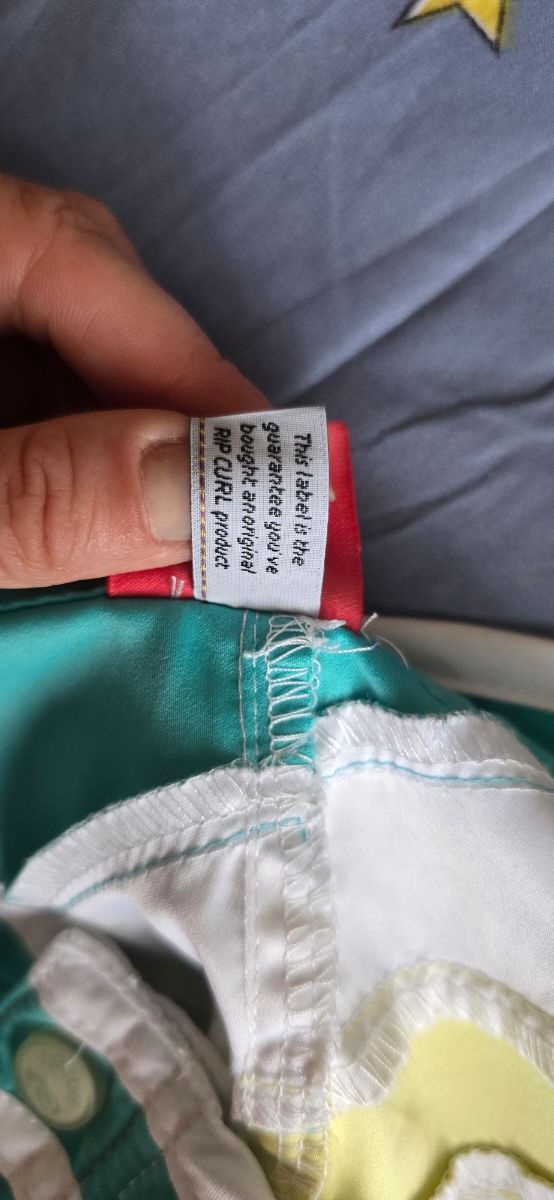 This label is the
guarantee you've
bought an original
RIP CURL product